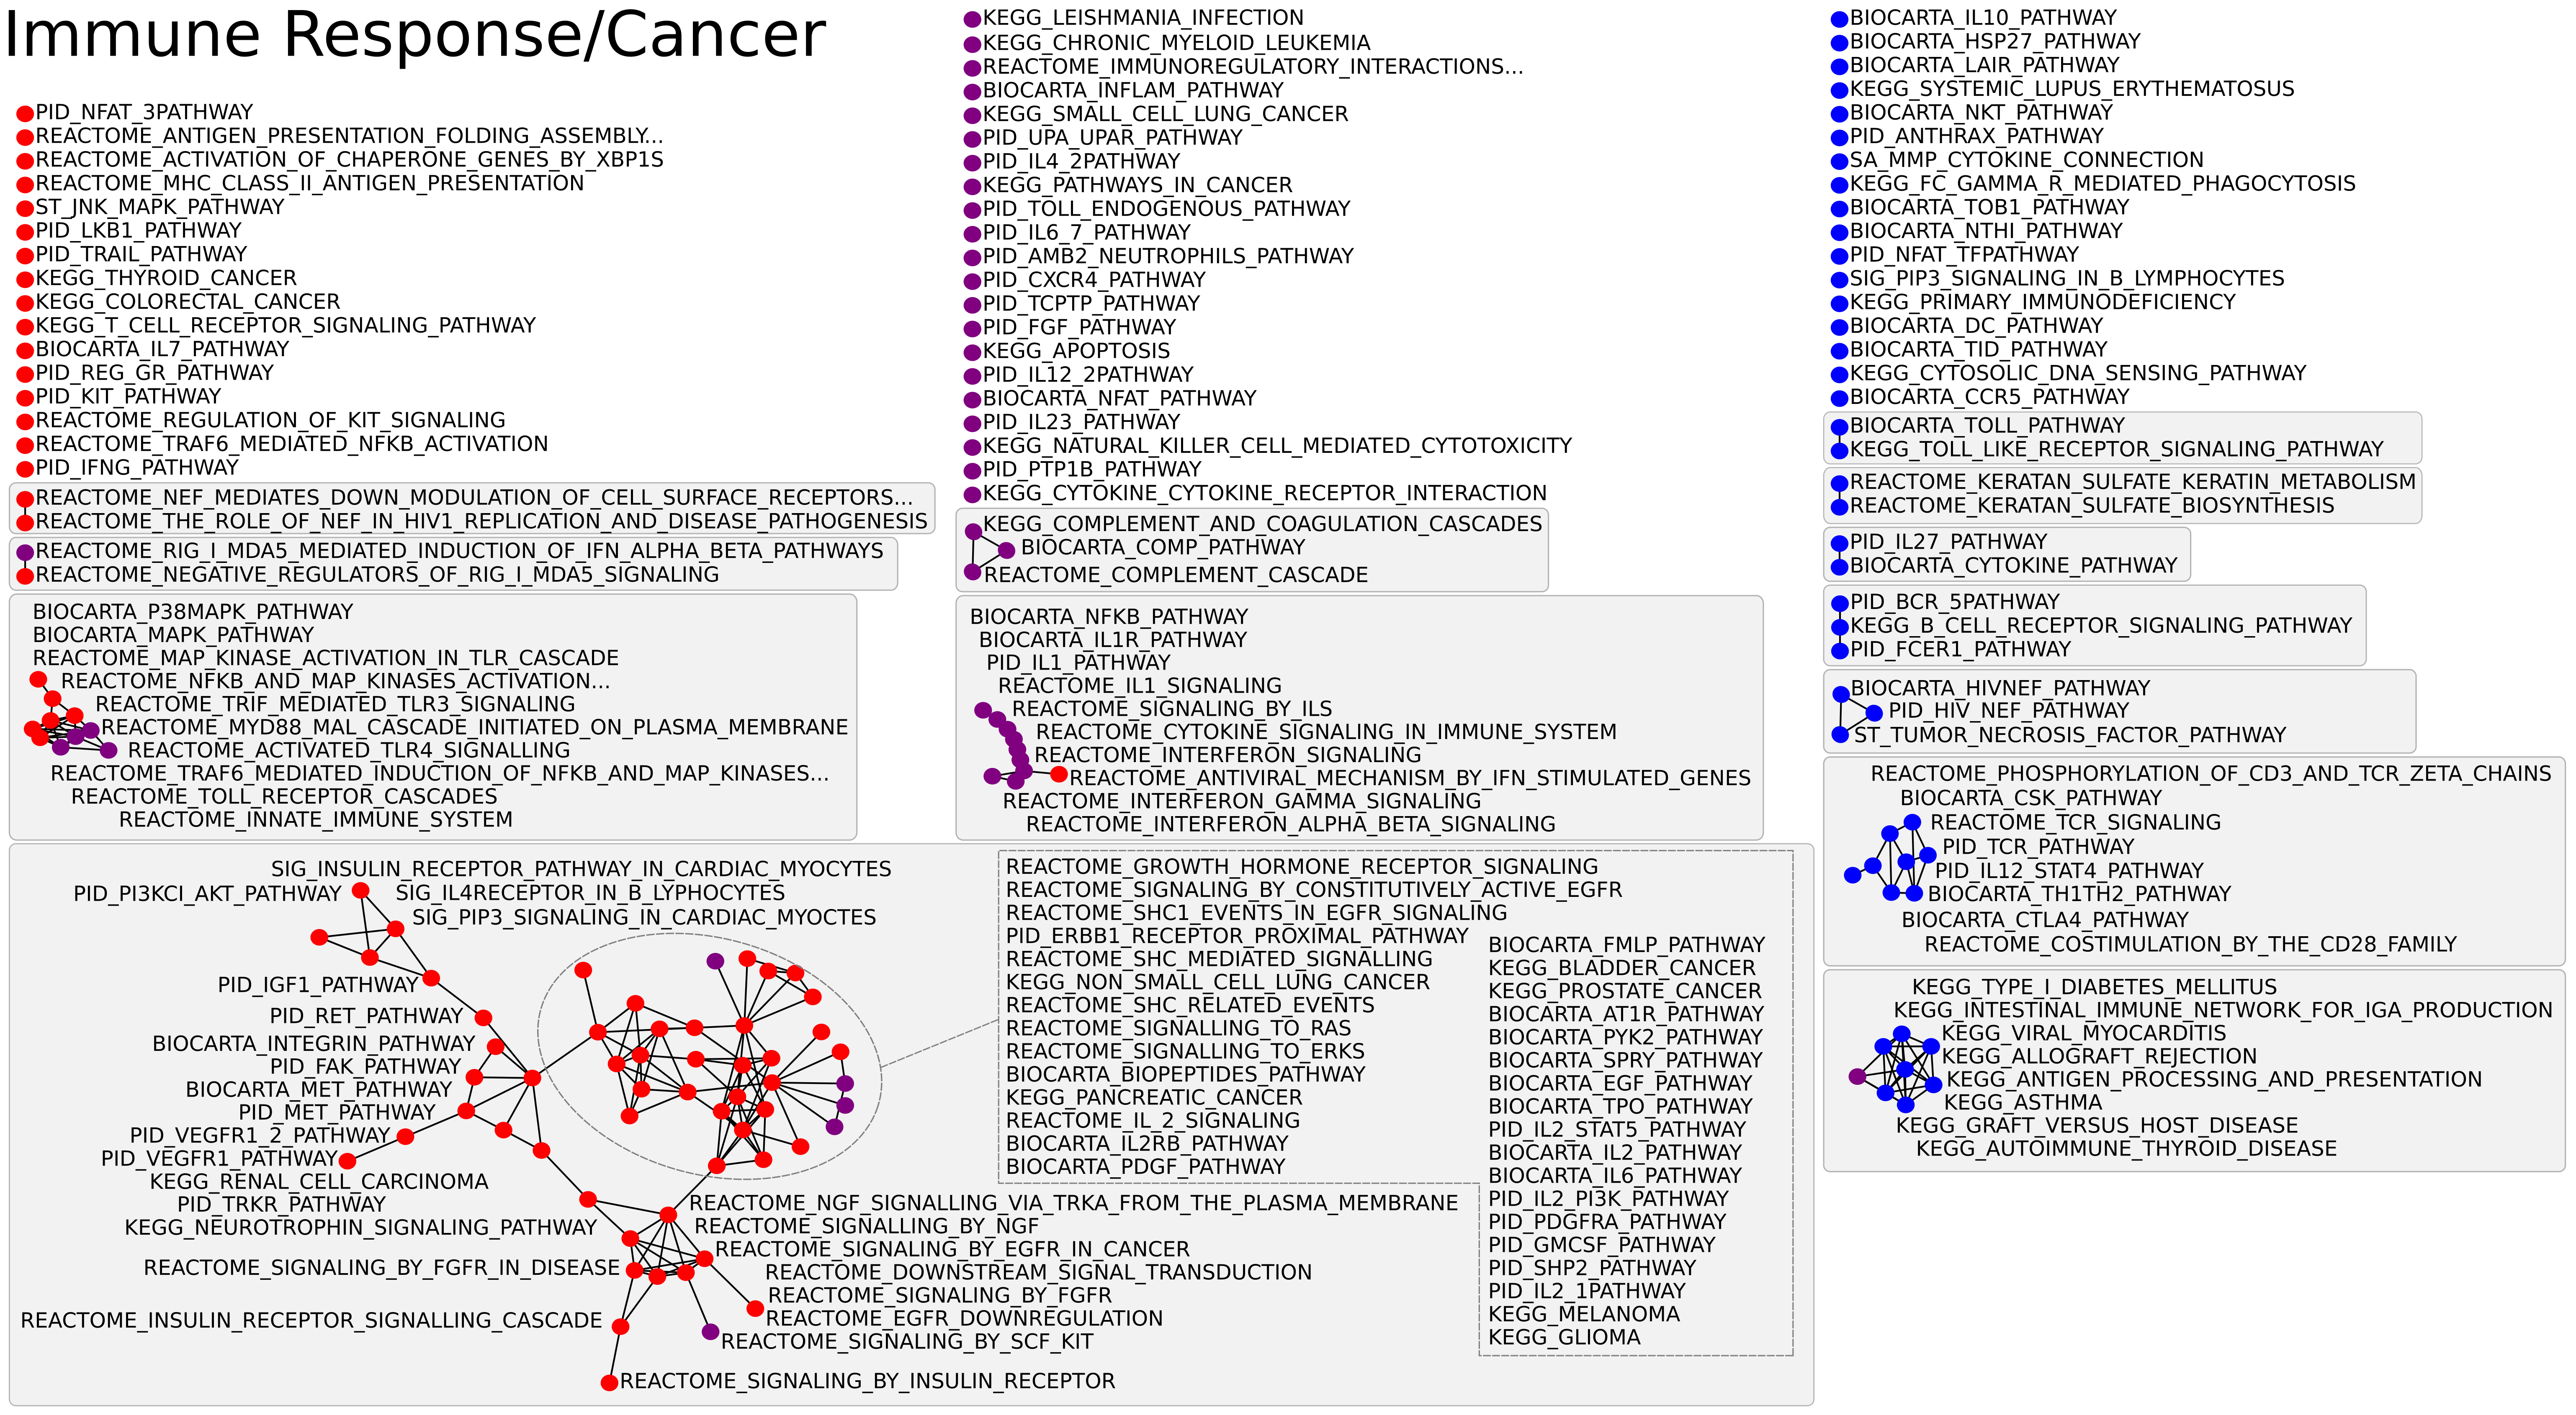 Immune Response/Cancer
PID_NFAT_3PATHWAY
REACTOME_ANTIGEN_PRESENTATION_FOLDING_ASSEMBLY...
REACTOME_ACTIVATION_OF_CHAPERONE_GENES_BY_XBP1S
REACTOME_MHC_CLASS_II_ANTIGEN_PRESENTATION
ST_JNK_MAPK_PATHWAY
PID_LKB1_PATHWAY
PID_TRAIL_PATHWAY
KEGG_THYROID_CANCER
KEGG_COLORECTAL_CANCER
KEGG_T_CELL_RECEPTOR_SIGNALING_PATHWAY
BIOCARTA_IL7_PATHWAY
PID_REG_GR_PATHWAY
PID_KIT_PATHWAY
REACTOME_REGULATION_OF_KIT_SIGNALING
REACTOME_TRAF6_MEDIATED_NFKB_ACTIVATION
PID_IFNG_PATHWAY
REACTOME_NEF_MEDIATES_DOWN_MODULATION_OF_CELL_SURFACE_RECEPTORS...
REACTOME_THE_ROLE_OF_NEF_IN_HIV1_REPLICATION_AND_DISEASE_PATHOGENESIS
REACTOME_RIG_I_MDA5_MEDIATED_INDUCTION_OF_IFN_ALPHA_BETA_PATHWAYS
REACTOME_NEGATIVE_REGULATORS_OF_RIG_I_MDA5_SIGNALING
BIOCARTA_P38MAPK_PATHWAY
BIOCARTA_MAPK_PATHWAY
REACTOME_MAP_KINASE_ACTIVATION_IN_TLR_CASCADE
REACTOME_NFKB_AND_MAP_KINASES_ACTIVATION...
REACTOME_TRIF_MEDIATED_TLR3_SIGNALING
REACTOME_MYD88_MAL_CASCADE_INITIATED_ON_PLASMA_MEMBRANE
REACTOME_ACTIVATED_TLR4_SIGNALLING
REACTOME_TRAF6_MEDIATED_INDUCTION_OF_NFKB_AND_MAP_KINASES...
REACTOME_TOLL_RECEPTOR_CASCADES
REACTOME_INNATE_IMMUNE_SYSTEM
KEGG_LEISHMANIA_INFECTION
KEGG_CHRONIC_MYELOID_LEUKEMIA
REACTOME_IMMUNOREGULATORY_INTERACTIONS...
BIOCARTA_INFLAM_PATHWAY
KEGG_SMALL_CELL_LUNG_CANCER
PID_UPA_UPAR_PATHWAY
PID_IL4_2PATHWAY
KEGG_PATHWAYS_IN_CANCER
PID_TOLL_ENDOGENOUS_PATHWAY
PID_IL6_7_PATHWAY
PID_AMB2_NEUTROPHILS_PATHWAY
PID_CXCR4_PATHWAY
PID_TCPTP_PATHWAY
PID_FGF_PATHWAY
KEGG_APOPTOSIS
PID_IL12_2PATHWAY
BIOCARTA_NFAT_PATHWAY
PID_IL23_PATHWAY
KEGG_NATURAL_KILLER_CELL_MEDIATED_CYTOTOXICITY
PID_PTP1B_PATHWAY
KEGG_CYTOKINE_CYTOKINE_RECEPTOR_INTERACTION
KEGG_COMPLEMENT_AND_COAGULATION_CASCADES
BIOCARTA_COMP_PATHWAY
REACTOME_COMPLEMENT_CASCADE
BIOCARTA_NFKB_PATHWAY
BIOCARTA_IL1R_PATHWAY
PID_IL1_PATHWAY
REACTOME_IL1_SIGNALING
REACTOME_SIGNALING_BY_ILS
REACTOME_CYTOKINE_SIGNALING_IN_IMMUNE_SYSTEM
REACTOME_INTERFERON_SIGNALING
REACTOME_ANTIVIRAL_MECHANISM_BY_IFN_STIMULATED_GENES
REACTOME_INTERFERON_GAMMA_SIGNALING
REACTOME_INTERFERON_ALPHA_BETA_SIGNALING
BIOCARTA_IL10_PATHWAY
BIOCARTA_HSP27_PATHWAY
BIOCARTA_LAIR_PATHWAY
KEGG_SYSTEMIC_LUPUS_ERYTHEMATOSUS
BIOCARTA_NKT_PATHWAY
PID_ANTHRAX_PATHWAY
SA_MMP_CYTOKINE_CONNECTION
KEGG_FC_GAMMA_R_MEDIATED_PHAGOCYTOSIS
BIOCARTA_TOB1_PATHWAY
BIOCARTA_NTHI_PATHWAY
PID_NFAT_TFPATHWAY
SIG_PIP3_SIGNALING_IN_B_LYMPHOCYTES
KEGG_PRIMARY_IMMUNODEFICIENCY
BIOCARTA_DC_PATHWAY
BIOCARTA_TID_PATHWAY
KEGG_CYTOSOLIC_DNA_SENSING_PATHWAY
BIOCARTA_CCR5_PATHWAY
BIOCARTA_TOLL_PATHWAY
KEGG_TOLL_LIKE_RECEPTOR_SIGNALING_PATHWAY
REACTOME_KERATAN_SULFATE_KERATIN_METABOLISM
REACTOME_KERATAN_SULFATE_BIOSYNTHESIS
PID_IL27_PATHWAY
BIOCARTA_CYTOKINE_PATHWAY
PID_BCR_5PATHWAY
KEGG_B_CELL_RECEPTOR_SIGNALING_PATHWAY
PID_FCER1_PATHWAY
BIOCARTA_HIVNEF_PATHWAY
PID_HIV_NEF_PATHWAY
ST_TUMOR_NECROSIS_FACTOR_PATHWAY
REACTOME_PHOSPHORYLATION_OF_CD3_AND_TCR_ZETA_CHAINS
BIOCARTA_CSK_PATHWAY
REACTOME_TCR_SIGNALING
PID_TCR_PATHWAY
PID_IL12_STAT4_PATHWAY
BIOCARTA_TH1TH2_PATHWAY
BIOCARTA_CTLA4_PATHWAY
REACTOME_COSTIMULATION_BY_THE_CD28_FAMILY
KEGG_TYPE_I_DIABETES_MELLITUS
KEGG_INTESTINAL_IMMUNE_NETWORK_FOR_IGA_PRODUCTION
KEGG_VIRAL_MYOCARDITIS
KEGG_ALLOGRAFT_REJECTION
KEGG_ANTIGEN_PROCESSING_AND_PRESENTATION
KEGG_ASTHMA
KEGG_GRAFT_VERSUS_HOST_DISEASE
KEGG_AUTOIMMUNE_THYROID_DISEASE
SIG_INSULIN_RECEPTOR_PATHWAY_IN_CARDIAC_MYOCYTES
PID_PI3KCI_AKT_PATHWAY
SIG_IL4RECEPTOR_IN_B_LYPHOCYTES
SIG_PIP3_SIGNALING_IN_CARDIAC_MYOCTES
PID_IGF1_PATHWAY
PID_RET_PATHWAY
BIOCARTA_INTEGRIN_PATHWAY
PID_FAK_PATHWAY
BIOCARTA_MET_PATHWAY
PID_MET_PATHWAY
PID_VEGFR1_2_PATHWAY
PID_VEGFR1_PATHWAY
KEGG_RENAL_CELL_CARCINOMA
PID_TRKR_PATHWAY
KEGG_NEUROTROPHIN_SIGNALING_PATHWAY
REACTOME_SIGNALING_BY_FGFR_IN_DISEASE
REACTOME_INSULIN_RECEPTOR_SIGNALLING_CASCADE
REACTOME_NGF_SIGNALLING_VIA_TRKA_FROM_THE_PLASMA_MEMBRANE
REACTOME_SIGNALLING_BY_NGF
REACTOME_SIGNALING_BY_EGFR_IN_CANCER
REACTOME_DOWNSTREAM_SIGNAL_TRANSDUCTION
REACTOME_SIGNALING_BY_FGFR
REACTOME_EGFR_DOWNREGULATION
REACTOME_SIGNALING_BY_SCF_KIT
REACTOME_SIGNALING_BY_INSULIN_RECEPTOR
REACTOME_GROWTH_HORMONE_RECEPTOR_SIGNALING
REACTOME_SIGNALING_BY_CONSTITUTIVELY_ACTIVE_EGFR
REACTOME_SHC1_EVENTS_IN_EGFR_SIGNALING
PID_ERBB1_RECEPTOR_PROXIMAL_PATHWAY
REACTOME_SHC_MEDIATED_SIGNALLING
KEGG_NON_SMALL_CELL_LUNG_CANCER
REACTOME_SHC_RELATED_EVENTS
REACTOME_SIGNALLING_TO_RAS
REACTOME_SIGNALLING_TO_ERKS
BIOCARTA_BIOPEPTIDES_PATHWAY
KEGG_PANCREATIC_CANCER
REACTOME_IL_2_SIGNALING
BIOCARTA_IL2RB_PATHWAY
BIOCARTA_PDGF_PATHWAY
BIOCARTA_FMLP_PATHWAY
KEGG_BLADDER_CANCER
KEGG_PROSTATE_CANCER
BIOCARTA_AT1R_PATHWAY
BIOCARTA_PYK2_PATHWAY
BIOCARTA_SPRY_PATHWAY
BIOCARTA_EGF_PATHWAY
BIOCARTA_TPO_PATHWAY
PID_IL2_STAT5_PATHWAY
BIOCARTA_IL2_PATHWAY
BIOCARTA_IL6_PATHWAY
PID_IL2_PI3K_PATHWAY
PID_PDGFRA_PATHWAY
PID_GMCSF_PATHWAY
PID_SHP2_PATHWAY
PID_IL2_1PATHWAY
KEGG_MELANOMA
KEGG_GLIOMA